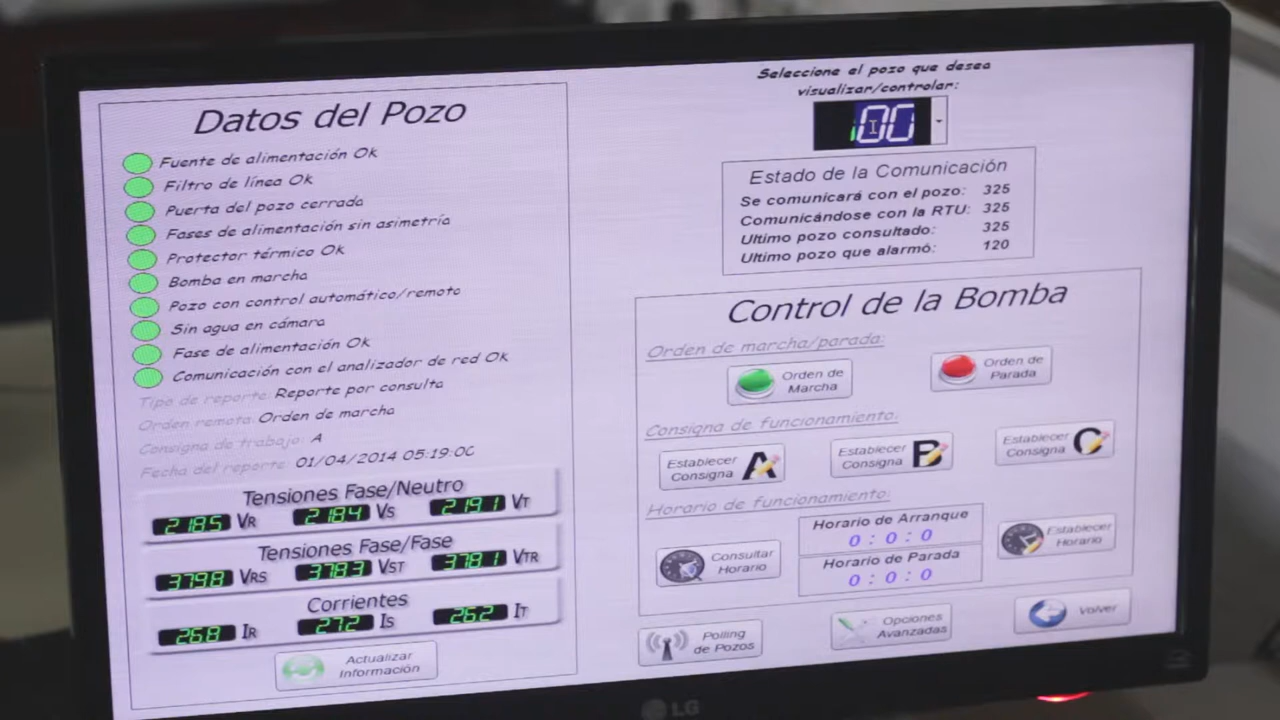 Datos del Pozo
Fuente de alimentación Ok
Filtro de línea Ok
Puerta del pozo cerrada
Fases de alimentación sin asimetría
Protector térmico Ok
Bomba en marcha
Pozo con control automático/remoto
Sin agua en cámara
Fase de alimentación Ok
Comunicación con el analizador de red Ok
Tipo de reporte: Reporte por consulta
Orden remota: Orden de marcha
Consigna de trabajo: A
Fecha del reporte: 01/04/2014 05:19:00
Tensiones Fase/Neutro
218.5 VR 218.4 VS 219.1 VT
Tensiones Fase/Fase
379.8 VRS 378.3 VST 378.1 VTR
Corrientes
26.8 IR 27.2 IS 26.2 IT
Actualizar
Información
Seleccione el pozo que desea
visualizar/controlar:
100
Estado de la Comunicación
Se comunicará con el pozo: 325
Comunicándose con la RTU: 325
Ultimo pozo consultado: 325
Ultimo pozo que alarmó: 120
Control de la Bomba
Orden de marcha/parada:
Orden de
Marcha
Orden de
Parada
Consigna de funcionamiento:
Establecer
Consigna A
Establecer
Consigna B
Establecer
Consigna C
Horario de funcionamiento:
Consultar
Horario
Horario de Arranque
0 : 0 : 0
Horario de Parada
0 : 0 : 0
Establecer
Horario
Polling
de Pozos
Opciones
Avanzadas
Volver
LG